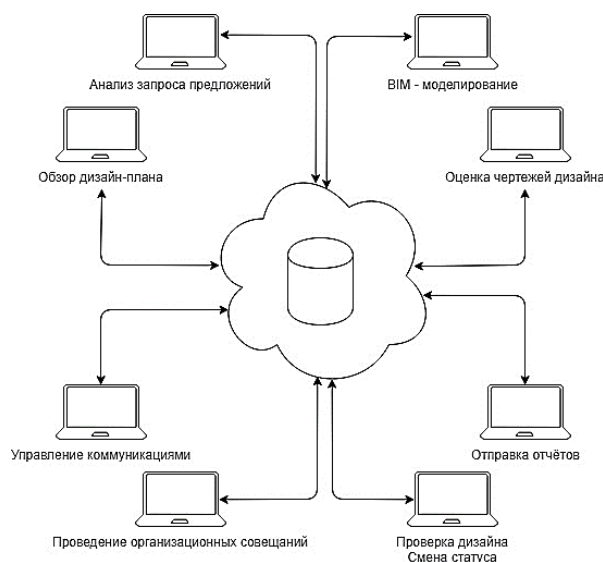 Анализ запроса предложений
BIM - моделирование
Обзор дизайн-плана
Оценка чертежей дизайна
Управление коммуникациями
Отправка отчётов
Проведение организационных совещаний
Проверка дизайна
Смена статуса